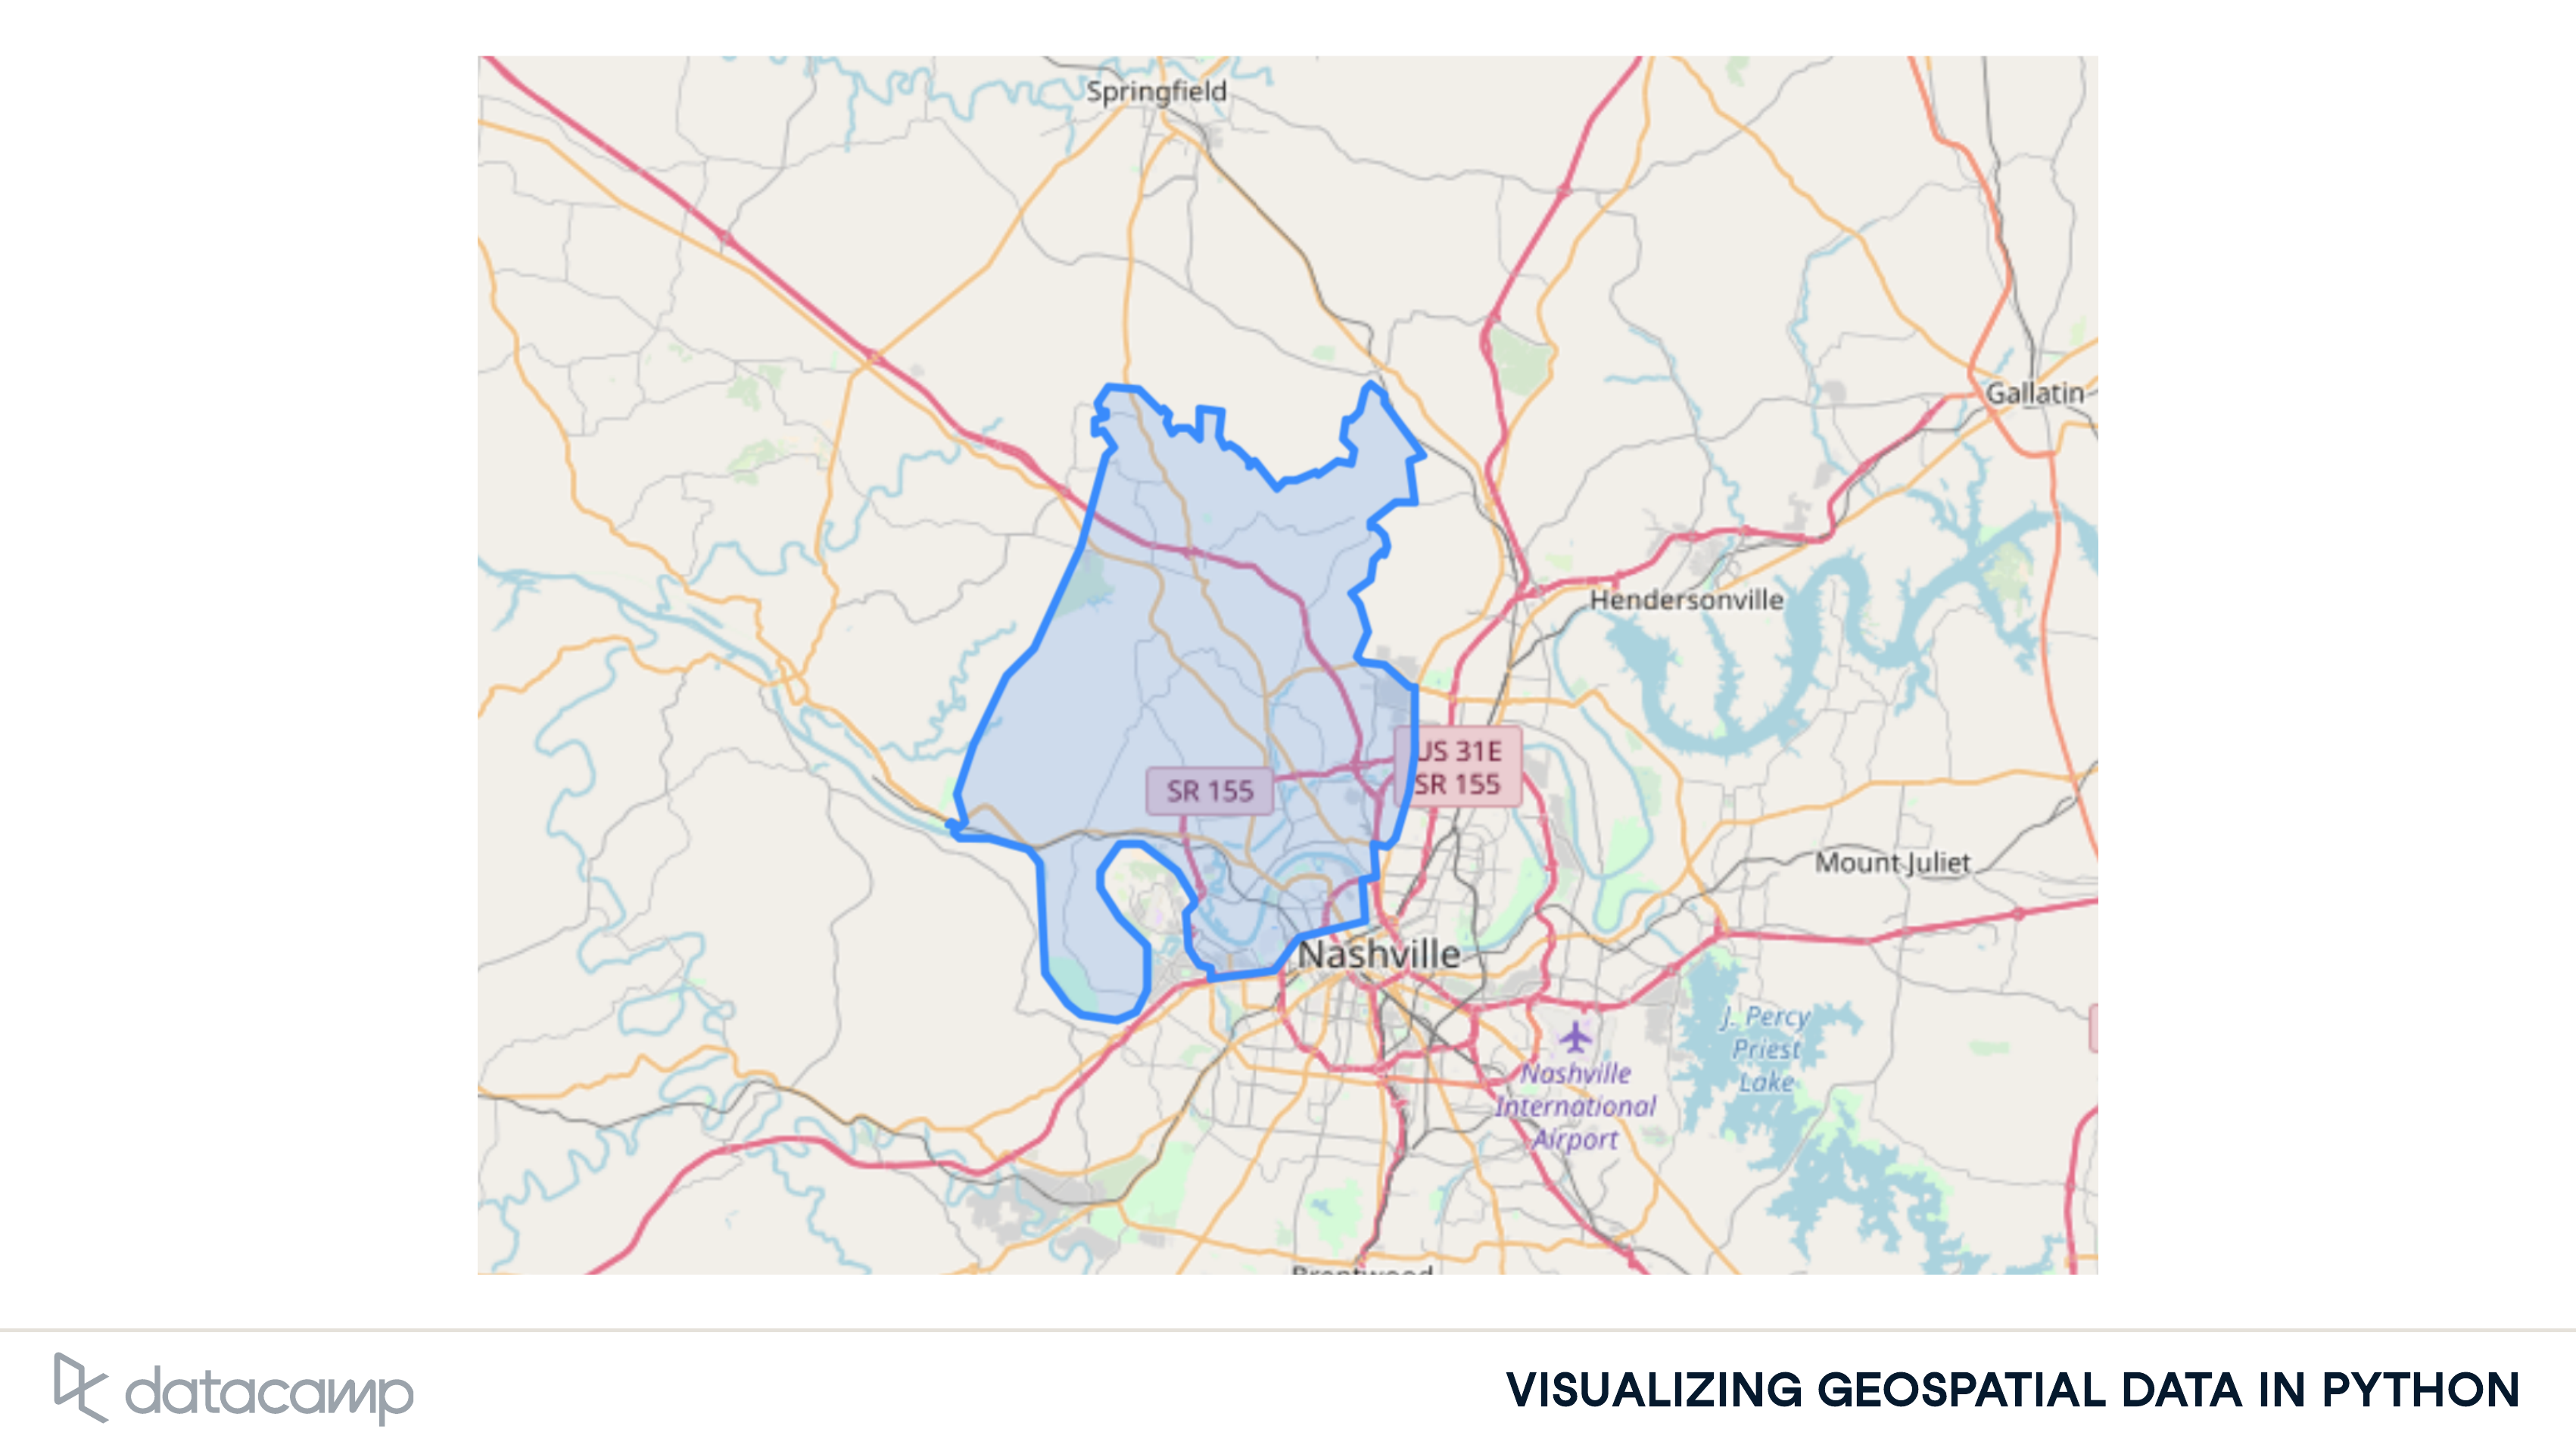 Springfield
Gallatin
Hendersonville
US 31E
SR 155
SR 155
Mount Juliet
Nashville
J. Percy
Priest
Lake
Nashville
International
Airport
Brentwood
datacamp
VISUALIZING GEOSPATIAL DATA IN PYTHON